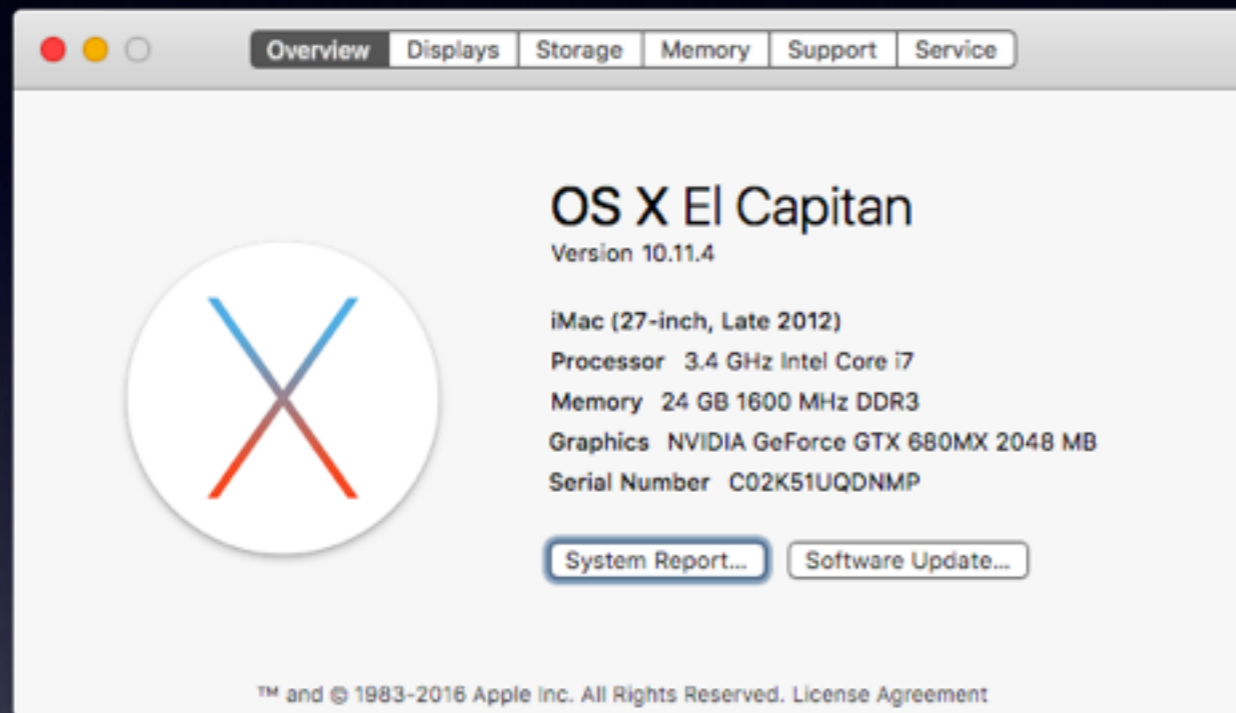 Overview Displays Storage Memory Support Service
OS X El Capitan
Version 10.11.4
iMac (27-inch, Late 2012)
Processor 3.4 GHz Intel Core i7
Memory 24 GB 1600 MHz DDR3
Graphics NVIDIA GeForce GTX 680MX 2048 MB
Serial Number C02K51UQDNMP
System Report... Software Update...
™ and © 1983-2016 Apple Inc. All Rights Reserved. License Agreement